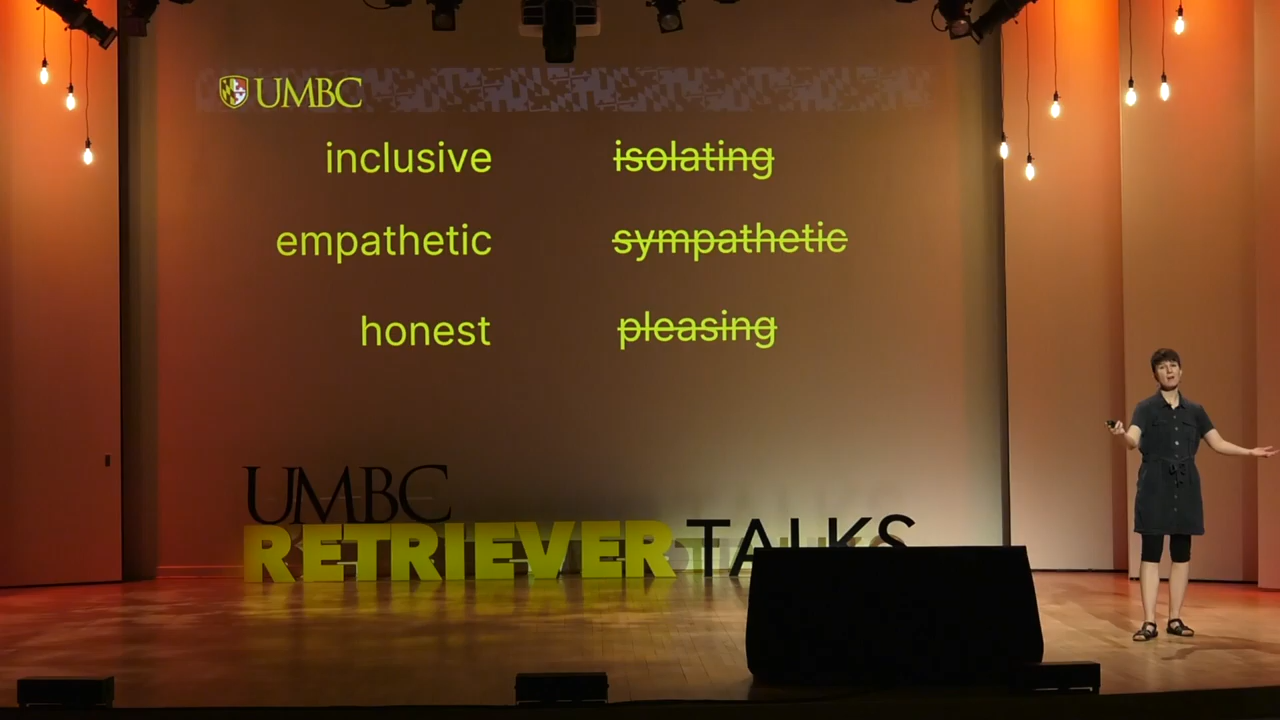 UMBC
inclusive isolating
empathetic sympathetic
honest pleasing
UMBC
RETRIEVER TALKS